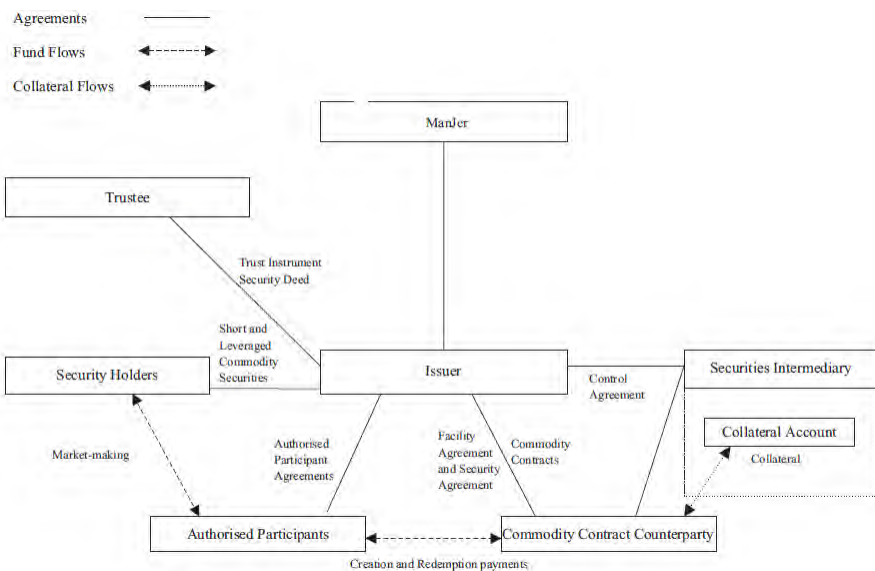 Agreements
Fund Flows
Collateral Flows
ManJer
Trustee
Trust Instrument
Security Deed
Short and
Leveraged
Commodity
Securities
Security Holders
Issuer
Securities Intermediary
Control
Agreement
Collateral Account
Collateral
Market-making
Authorised
Participant
Agreements
Facility
Agreement
and Security
Agreement
Commodity
Contracts
Authorised Participants
Commodity Contract Counterparty
Creation and Redemption payments